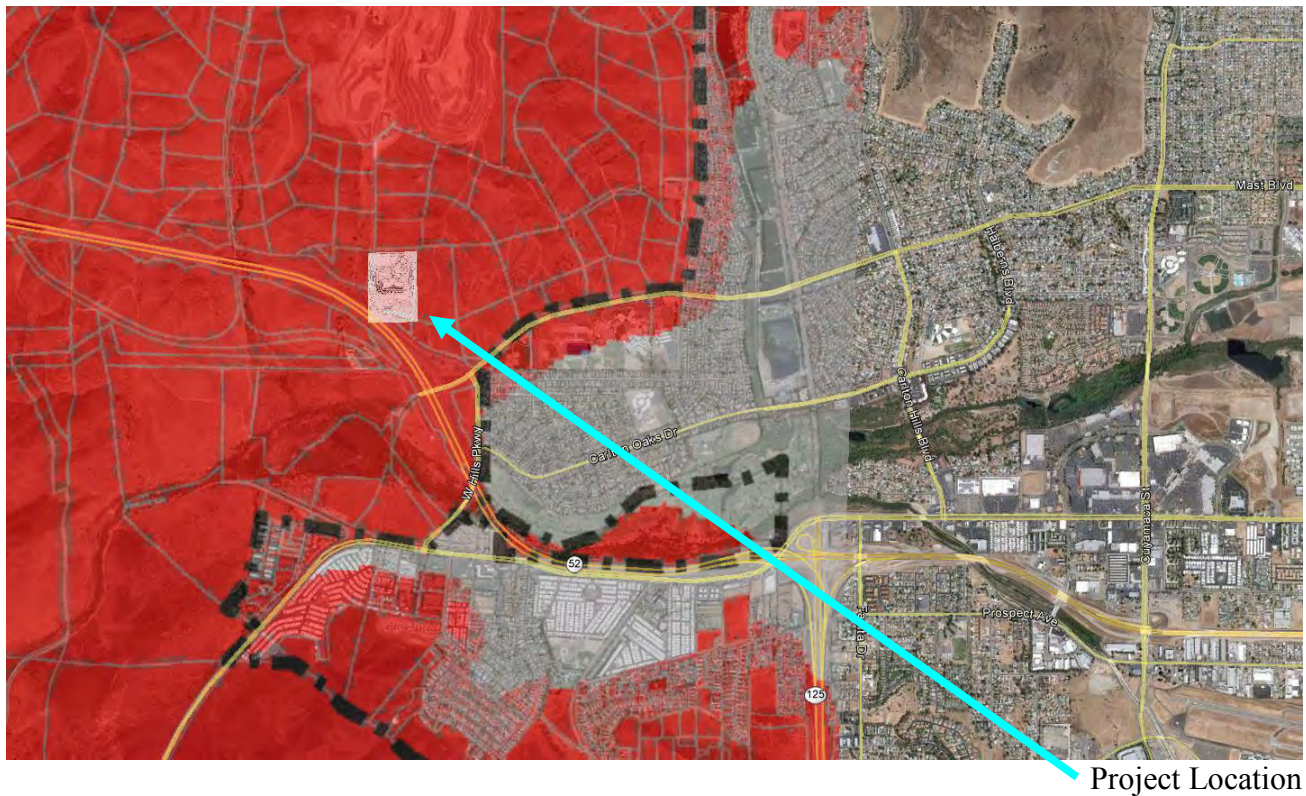 Mast Blvd
Halberns Blvd
Carlton Hills Blvd
Carlton Oaks Dr
W Hills Pkwy
Cuyamaca St
52
Prospect Ave
Fanita Dr
125
Project Location